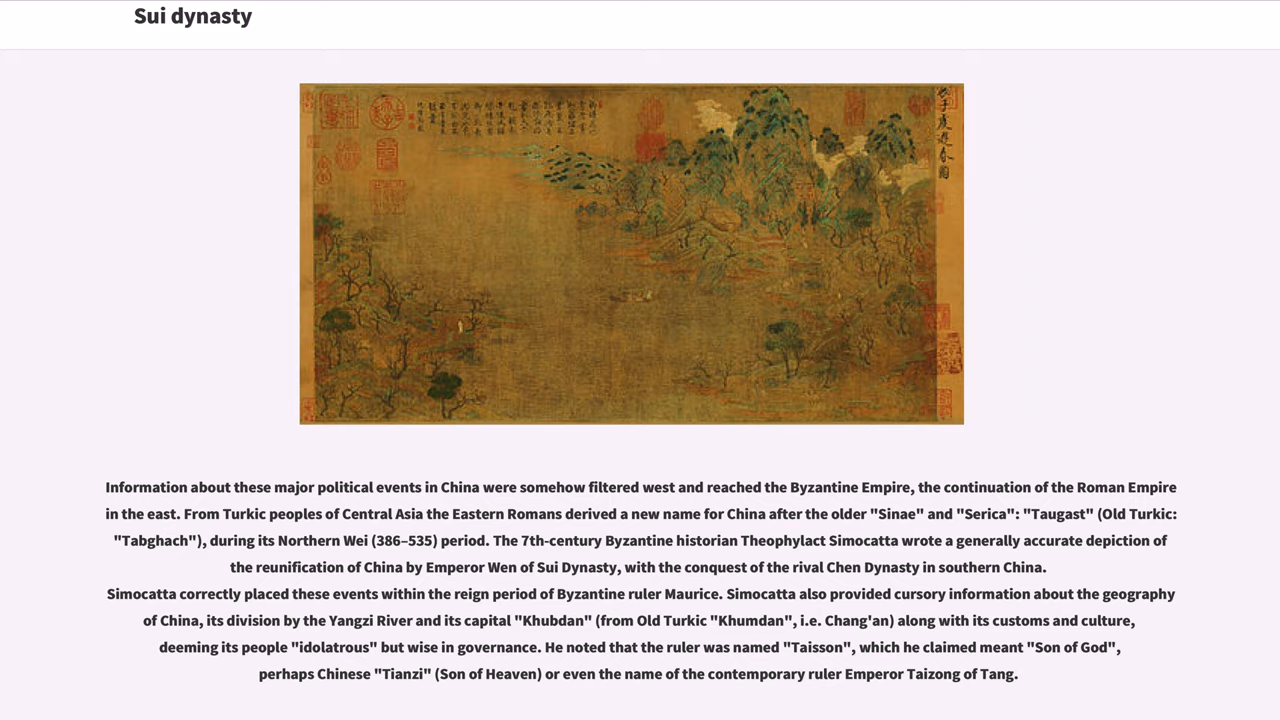 Sui dynasty
展子虔遊春圖
Information about these major political events in China were somehow filtered west and reached the Byzantine Empire, the continuation of the Roman Empire
in the east. From Turkic peoples of Central Asia the Eastern Romans derived a new name for China after the older "Sinae" and "Serica": "Taugast" (Old Turkic:
"Tabghach"), during its Northern Wei (386–535) period. The 7th-century Byzantine historian Theophylact Simocatta wrote a generally accurate depiction of
the reunification of China by Emperor Wen of Sui Dynasty, with the conquest of the rival Chen Dynasty in southern China.
Simocatta correctly placed these events within the reign period of Byzantine ruler Maurice. Simocatta also provided cursory information about the geography
of China, its division by the Yangzi River and its capital "Khubdan" (from Old Turkic "Khumdan", i.e. Chang'an) along with its customs and culture,
deeming its people "idolatrous" but wise in governance. He noted that the ruler was named "Taisson", which he claimed meant "Son of God",
perhaps Chinese "Tianzi" (Son of Heaven) or even the name of the contemporary ruler Emperor Taizong of Tang.